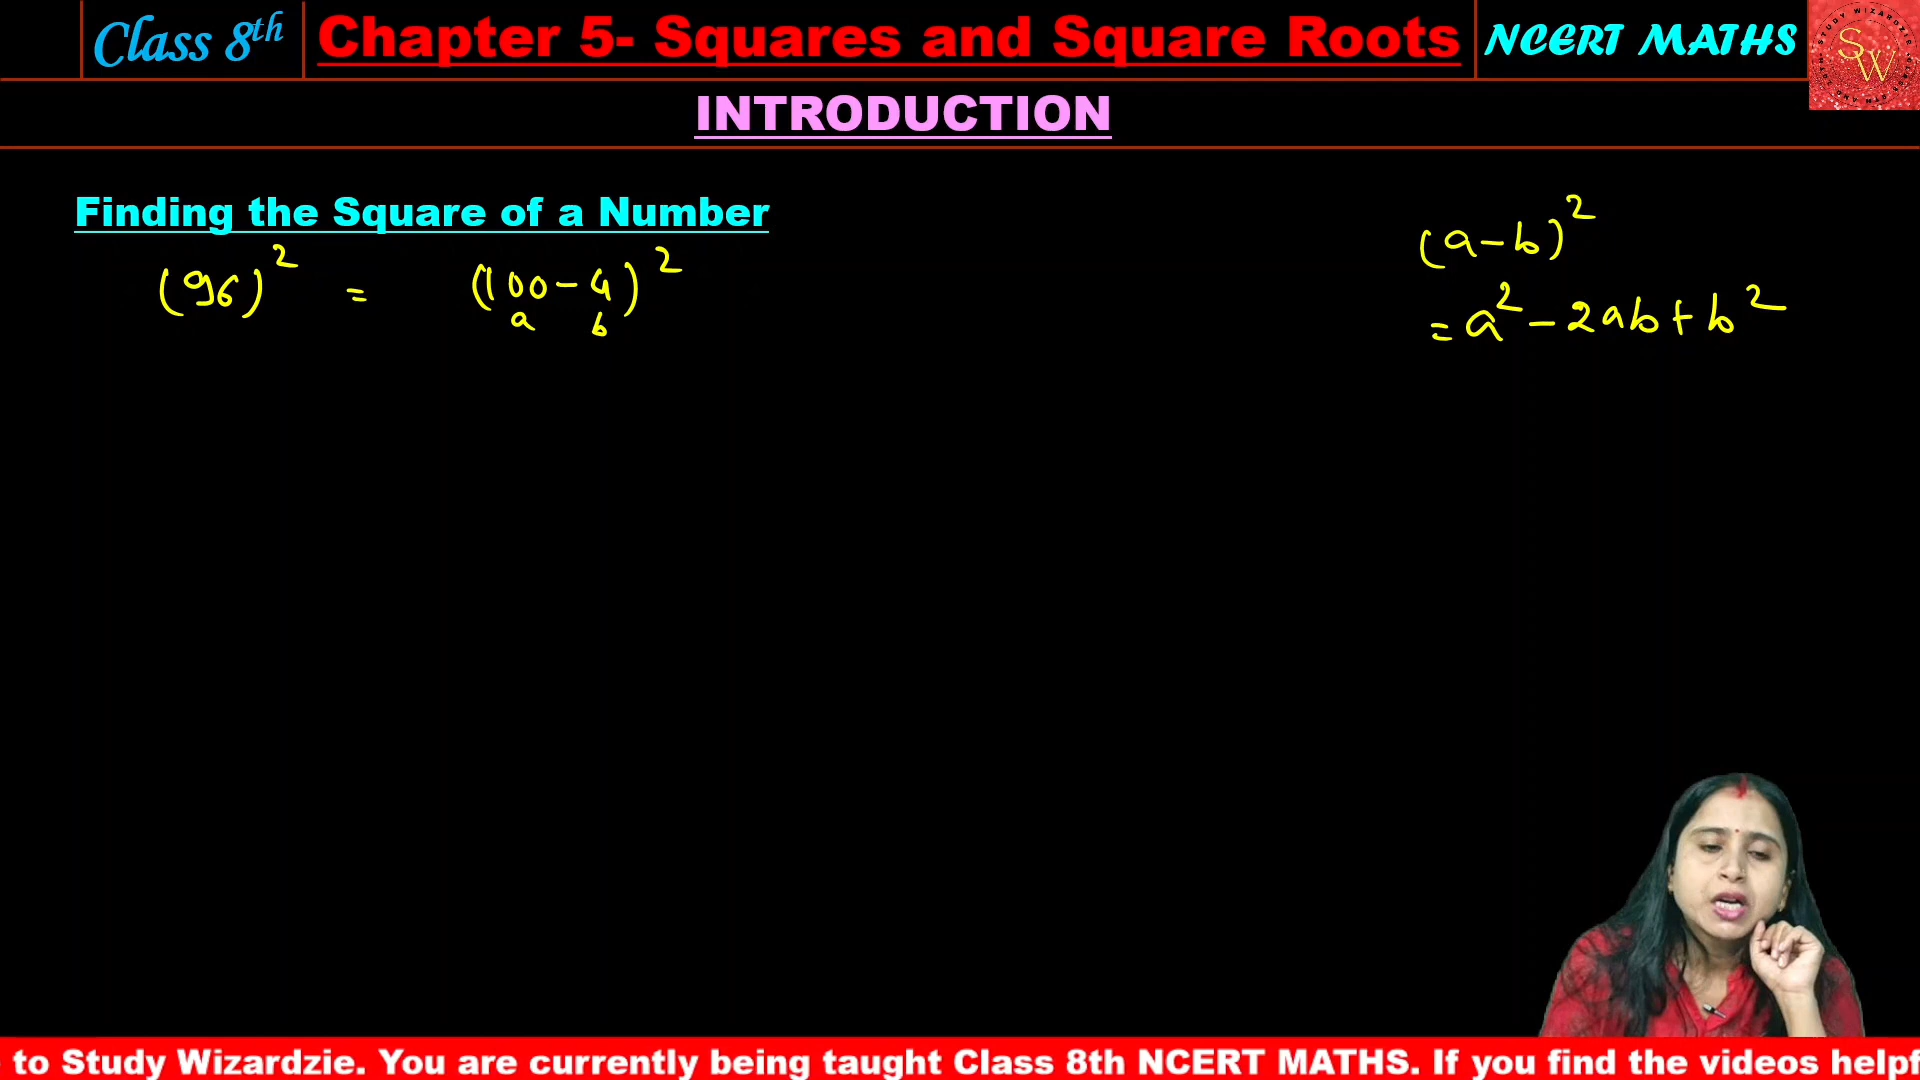 Class 8th Chapter 5- Squares and Square Roots NCERT MATHS
SW
INTRODUCTION
Finding the Square of a Number
(96)² = (100-4)²
a b
(a-b)²
= a² - 2ab + b²
to Study Wizardzie. You are currently being taught Class 8th NCERT MATHS. If you find the videos helpf